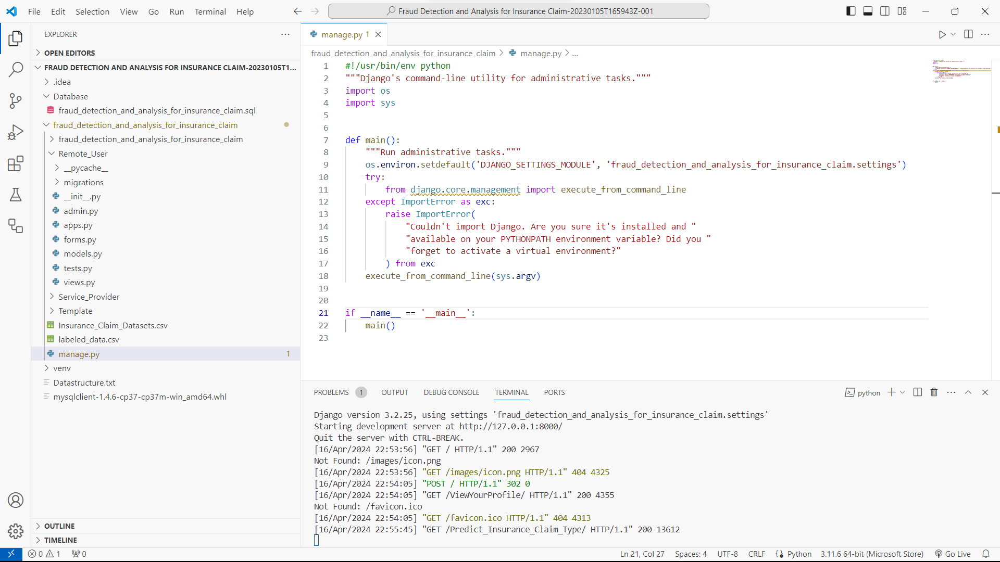 File Edit Selection View Go Run Terminal Help
Fraud Detection and Analysis for Insurance Claim-20230105T165943Z-001
EXPLORER
OPEN EDITORS
FRAUD DETECTION AND ANALYSIS FOR INSURANCE CLAIM-20230105T1...
.idea
Database
fraud_detection_and_analysis_for_insurance_claim.sql
fraud_detection_and_analysis_for_insurance_claim
fraud_detection_and_analysis_for_insurance_claim
Remote_User
__pycache__
migrations
__init__.py
admin.py
apps.py
forms.py
models.py
tests.py
views.py
Service_Provider
Template
Insurance_Claim_Datasets.csv
labeled_data.csv
manage.py 1
venv
Datastructure.txt
mysqlclient-1.4.6-cp37-cp37m-win_amd64.whl
OUTLINE
TIMELINE
manage.py 1
fraud_detection_and_analysis_for_insurance_claim > manage.py > ...
1 #!/usr/bin/env python
2 """Django's command-line utility for administrative tasks."""
3 import os
4 import sys
5
6
7 def main():
8 """Run administrative tasks."""
9 os.environ.setdefault('DJANGO_SETTINGS_MODULE', 'fraud_detection_and_analysis_for_insurance_claim.settings')
10 try:
11 from django.core.management import execute_from_command_line
12 except ImportError as exc:
13 raise ImportError(
14 "Couldn't import Django. Are you sure it's installed and "
15 "available on your PYTHONPATH environment variable? Did you "
16 "forget to activate a virtual environment?"
17 ) from exc
18 execute_from_command_line(sys.argv)
19
20
21 if __name__ == '__main__':
22 main()
23
PROBLEMS 1 OUTPUT DEBUG CONSOLE TERMINAL PORTS
python
Django version 3.2.25, using settings 'fraud_detection_and_analysis_for_insurance_claim.settings'
Starting development server at http://127.0.0.1:8000/
Quit the server with CTRL-BREAK.
[16/Apr/2024 22:53:56] "GET / HTTP/1.1" 200 2967
Not Found: /images/icon.png
[16/Apr/2024 22:53:56] "GET /images/icon.png HTTP/1.1" 404 4325
[16/Apr/2024 22:54:05] "POST / HTTP/1.1" 302 0
[16/Apr/2024 22:54:05] "GET /ViewYourProfile/ HTTP/1.1" 200 4355
Not Found: /favicon.ico
[16/Apr/2024 22:54:05] "GET /favicon.ico HTTP/1.1" 404 4313
[16/Apr/2024 22:55:45] "GET /Predict_Insurance_Claim_Type/ HTTP/1.1" 200 13612
0 1 0
Ln 21, Col 27 Spaces: 4 UTF-8 CRLF Python 3.11.6 64-bit (Microsoft Store) Go Live